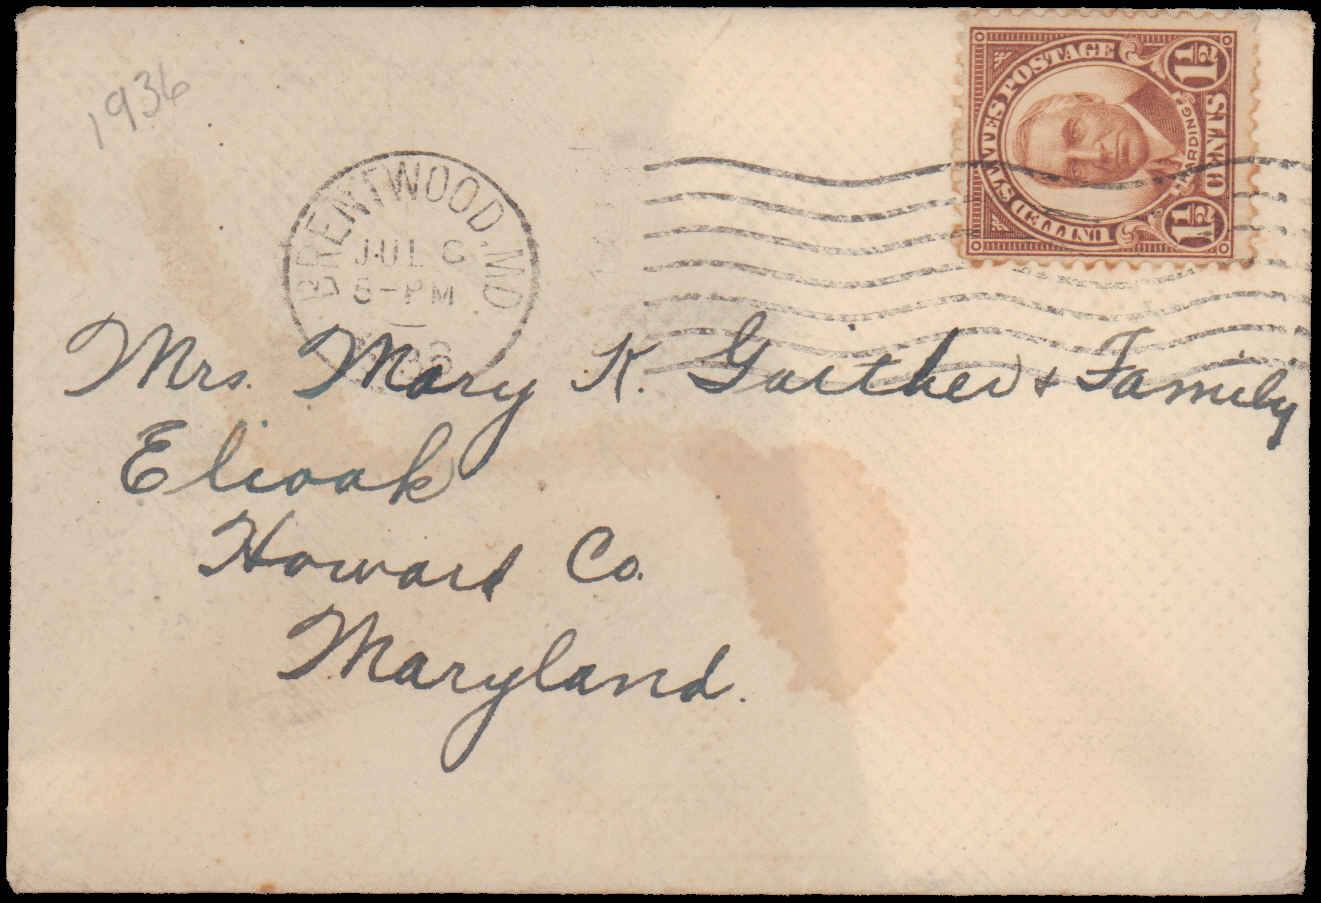 1936
BRENTWOOD, MD.
JUL 6
5-PM
UNITED STATES POSTAGE
1½
HARDING
1½
Mrs. Mary K. Gaither & Family
Elioak
Howard Co.
Maryland.